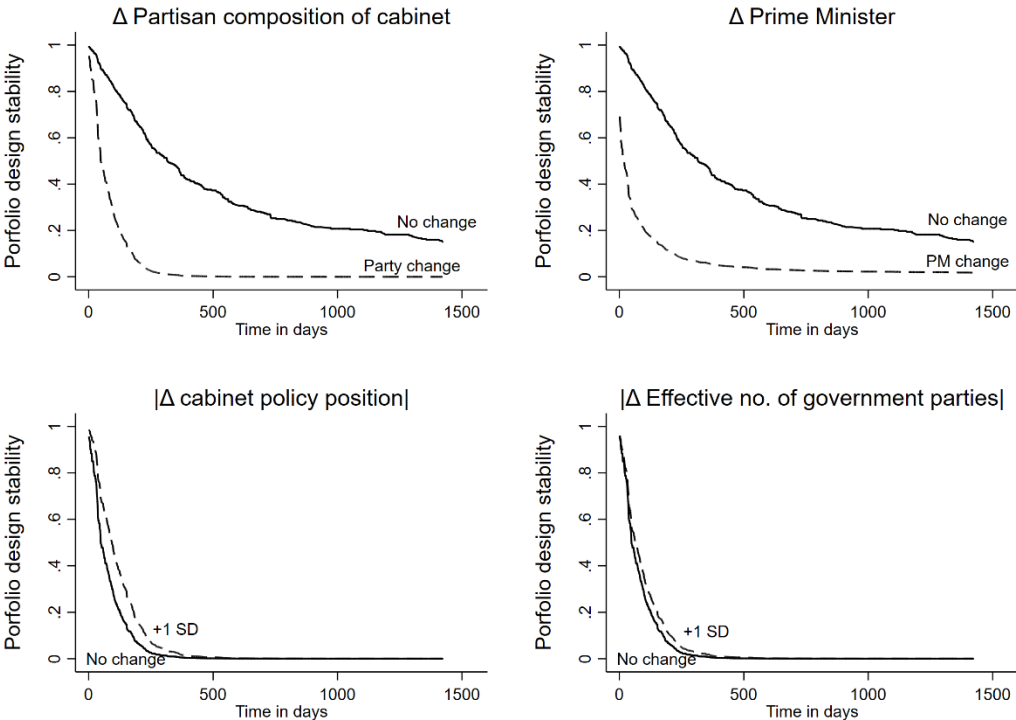 Δ Partisan composition of cabinet
Porfolio design stability
1
.8
.6
.4
.2
0
No change
Party change
0 500 1000 1500
Time in days
Δ Prime Minister
Porfolio design stability
1
.8
.6
.4
.2
0
No change
PM change
0 500 1000 1500
Time in days
|Δ cabinet policy position|
Porfolio design stability
1
.8
.6
.4
.2
0
+1 SD
No change
0 500 1000 1500
Time in days
|Δ Effective no. of government parties|
Porfolio design stability
1
.8
.6
.4
.2
0
+1 SD
No change
0 500 1000 1500
Time in days